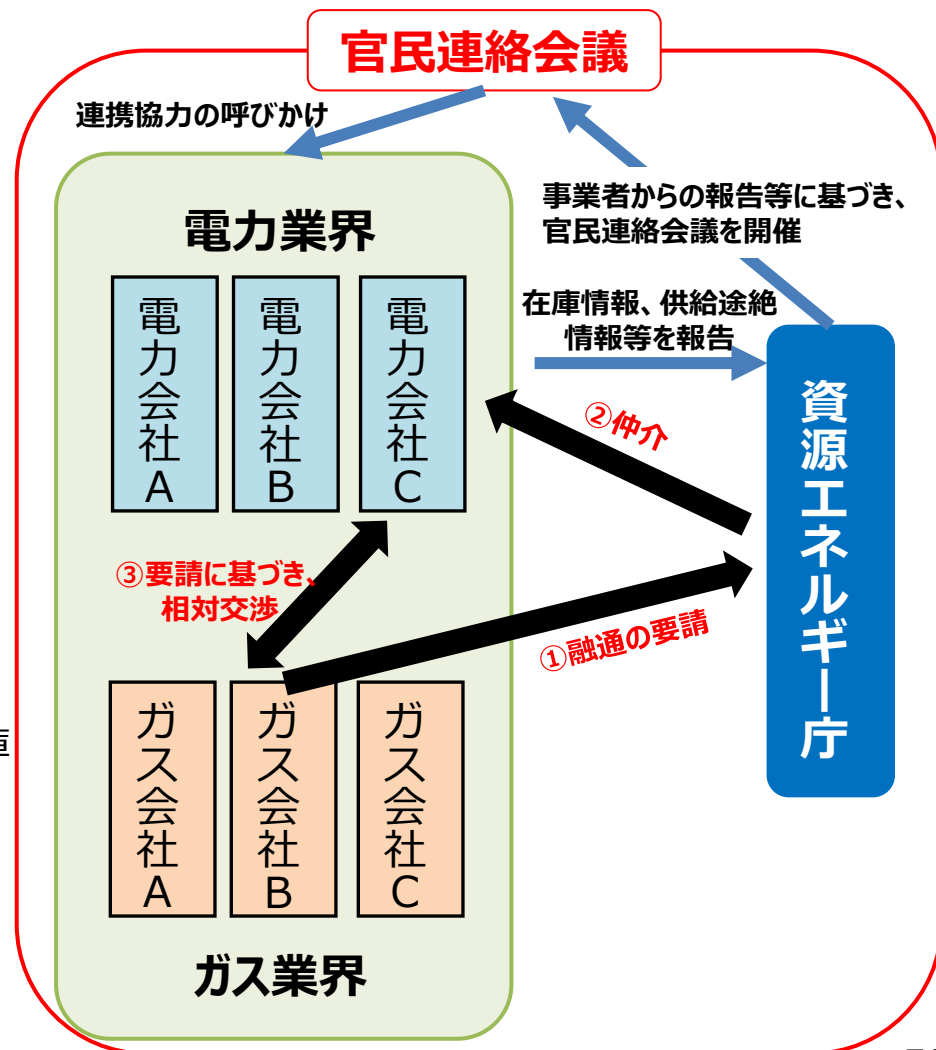 官民連絡会議
連携協力の呼びかけ
事業者からの報告等に基づき、
官民連絡会議を開催
電力業界
在庫情報、供給途絶
情報等を報告
電力会社A
電力会社B
電力会社C
資源エネルギー庁
②仲介
③要請に基づき、
相対交渉
①融通の要請
ガス会社A
ガス会社B
ガス会社C
ガス業界